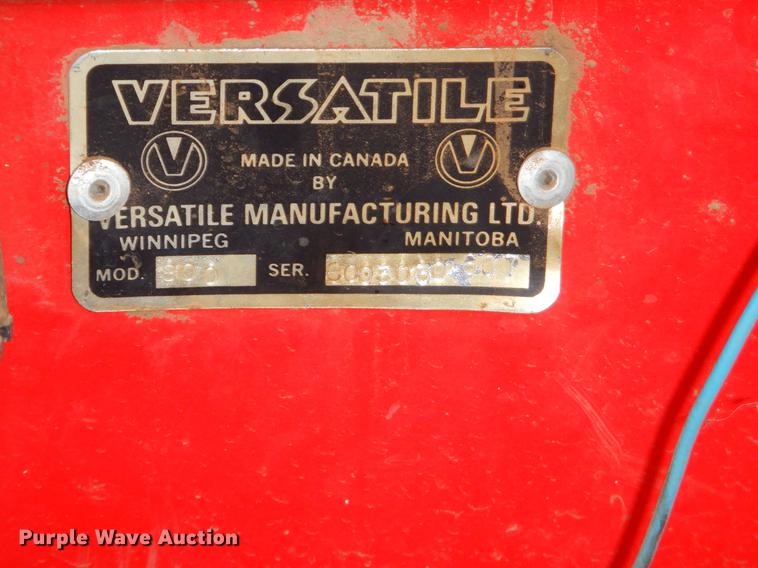 VERSATILE
V V
MADE IN CANADA
BY
VERSATILE MANUFACTURING LTD.
WINNIPEG MANITOBA
MOD. SER.
Purple Wave Auction